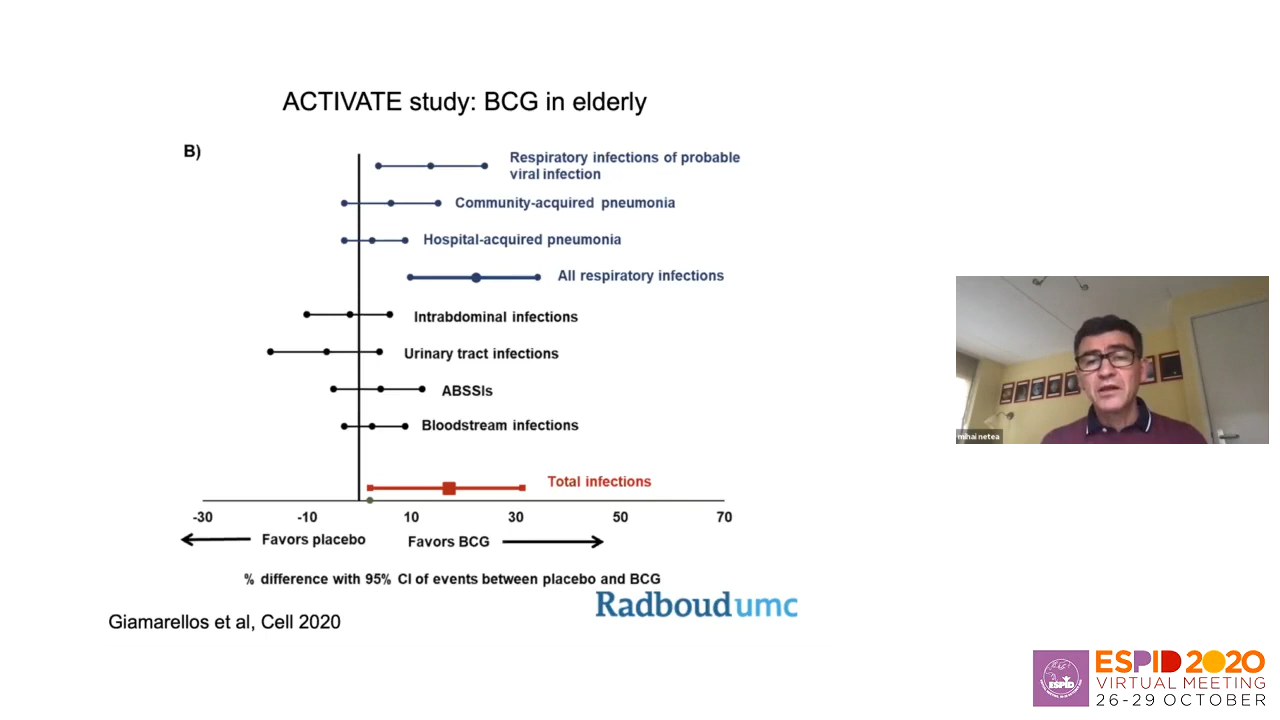 ACTIVATE study: BCG in elderly
B)
Respiratory infections of probable
viral infection
Community-acquired pneumonia
Hospital-acquired pneumonia
All respiratory infections
Intrabdominal infections
Urinary tract infections
ABSSIs
Bloodstream infections
Total infections
-30 -10 10 30 50 70
Favors placebo Favors BCG
% difference with 95% CI of events between placebo and BCG
Radboudumc
Giamarellos et al, Cell 2020
mihai netea
ESPID
ESPID 2020
VIRTUAL MEETING
26-29 OCTOBER